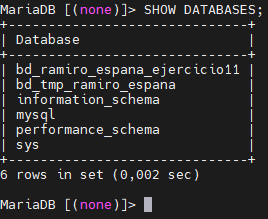 MariaDB [(none)]> SHOW DATABASES;
+------------------------------+
| Database                     |
+------------------------------+
| bd_ramiro_espana_ejercicio11 |
| bd_tmp_ramiro_espana         |
| information_schema           |
| mysql                        |
| performance_schema           |
| sys                          |
+------------------------------+
6 rows in set (0,002 sec)
MariaDB [(none)]>